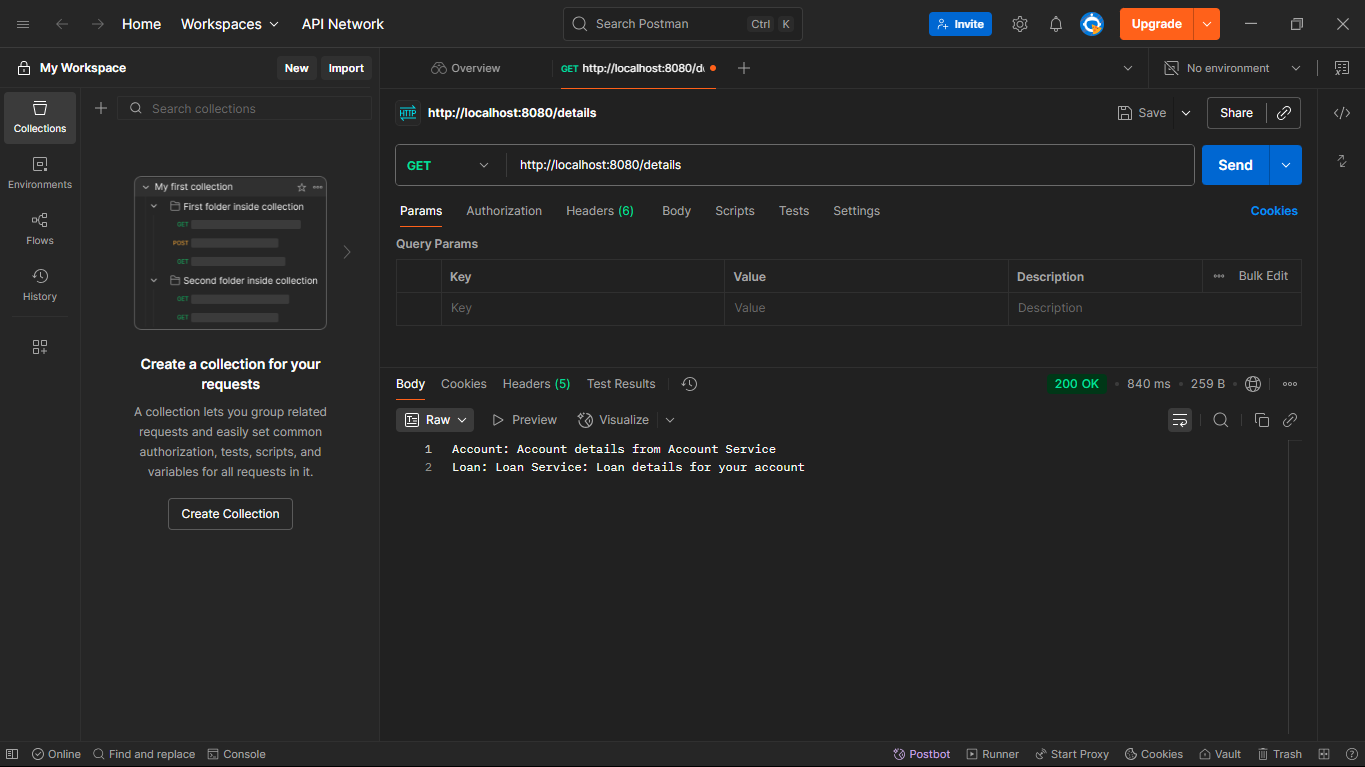 Home Workspaces API Network Search Postman Ctrl K Invite Upgrade
My Workspace New Import Overview GET http://localhost:8080/d No environment
Search collections
http://localhost:8080/details Save Share
Collections
Environments
Flows
History
My first collection
First folder inside collection
GET
POST
GET
Second folder inside collection
GET
GET
Create a collection for your
requests
A collection lets you group related
requests and easily set common
authorization, tests, scripts, and
variables for all requests in it.
Create Collection
HTTP
GET http://localhost:8080/details Send
Params Authorization Headers (6) Body Scripts Tests Settings Cookies
Query Params
Key Value Description Bulk Edit
Key Value Description
Body Cookies Headers (5) Test Results 200 OK 840 ms 259 B
Raw Preview Visualize
1 Account: Account details from Account Service
2 Loan: Loan Service: Loan details for your account
Online Find and replace Console Postbot Runner Start Proxy Cookies Vault Trash